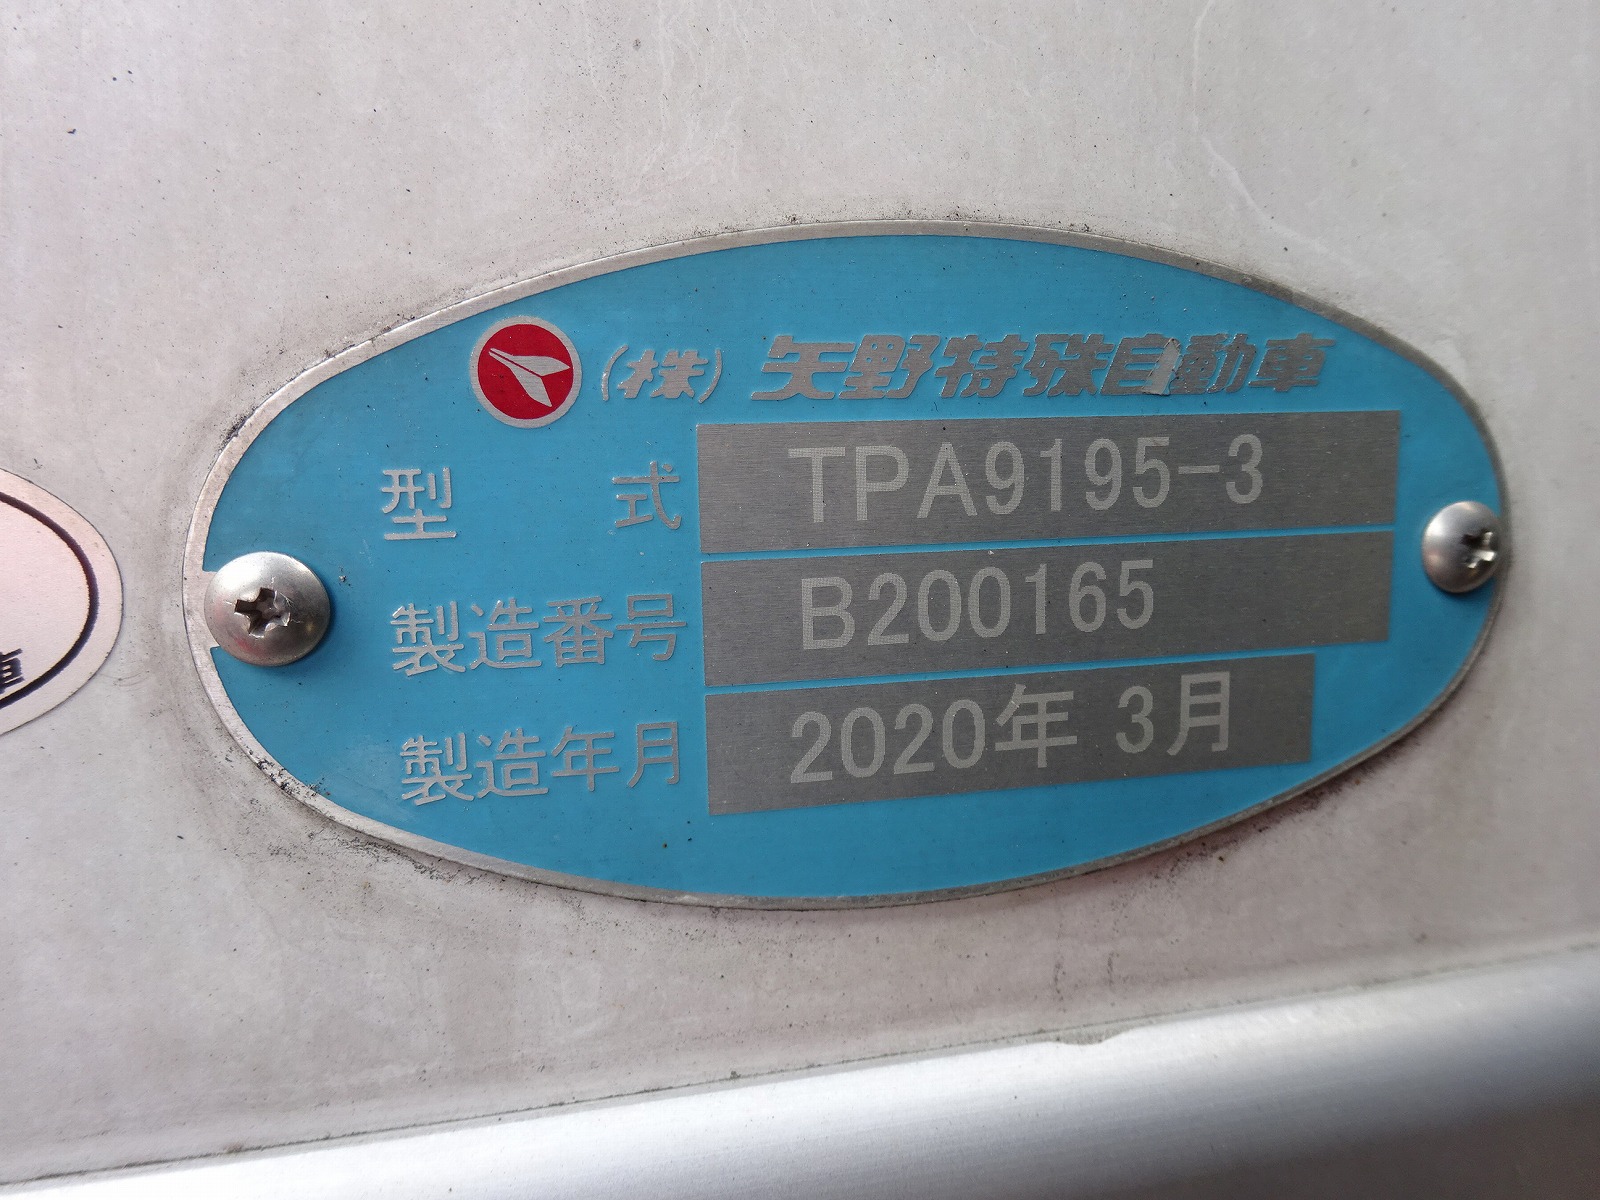 (株) 矢野特殊自動車
型 式 TPA9195-3
製造番号 B200165
製造年月 2020年 3月
車